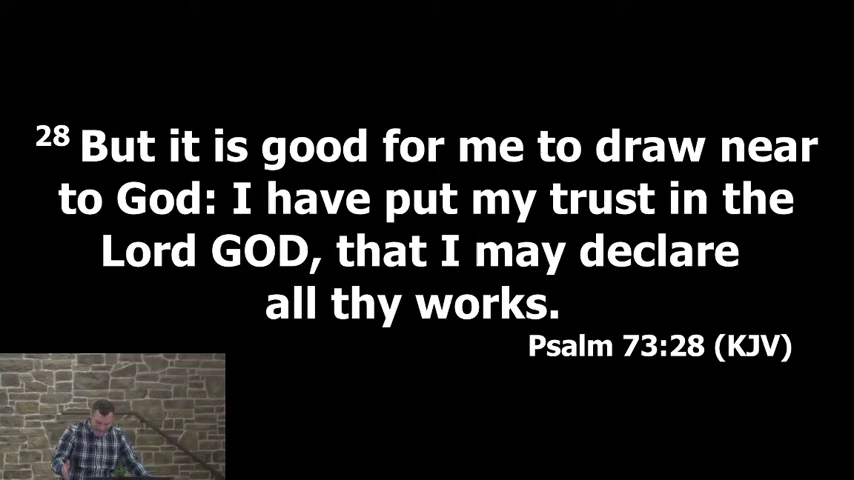 28 But it is good for me to draw near
to God: I have put my trust in the
Lord GOD, that I may declare
all thy works.
Psalm 73:28 (KJV)